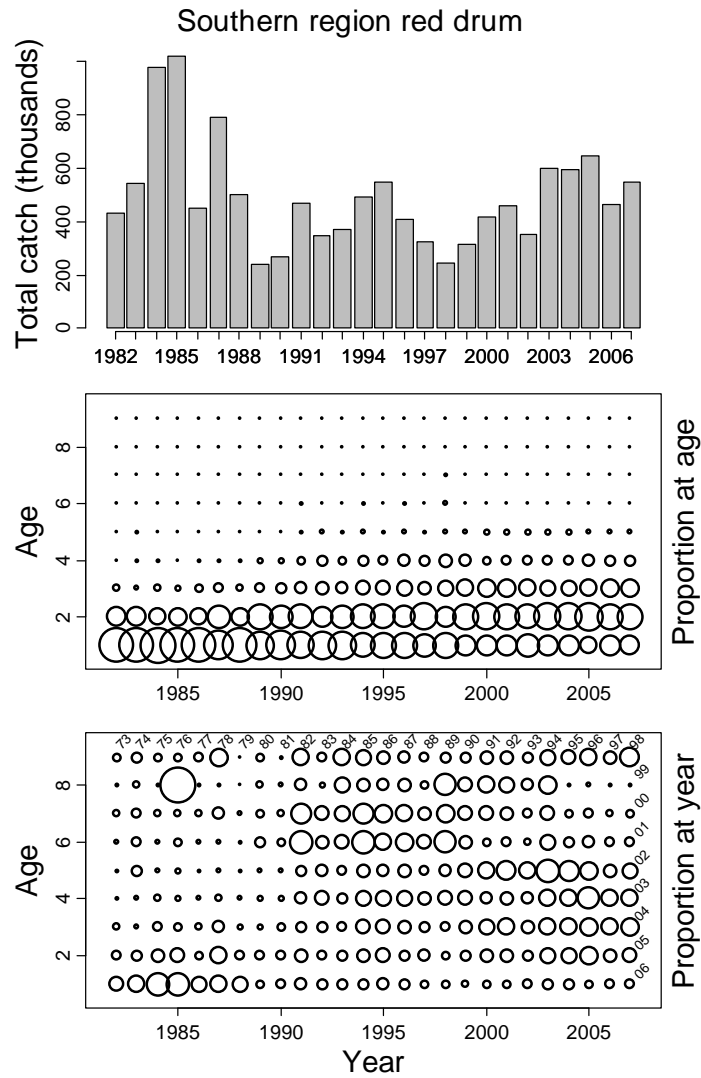 Southern region red drum
Total catch (thousands)
800
600
400
200
0
1982 1985 1988 1991 1994 1997 2000 2003 2006
Age
8
6
4
2
Proportion at age
1985 1990 1995 2000 2005
73 74 75 76 77 78 79 80 81 82 83 84 85 86 87 88 89 90 91 92 93 94 95 96 97 98
99
00
01
02
03
04
05
06
Age
8
6
4
2
Proportion at year
1985 1990 1995 2000 2005
Year